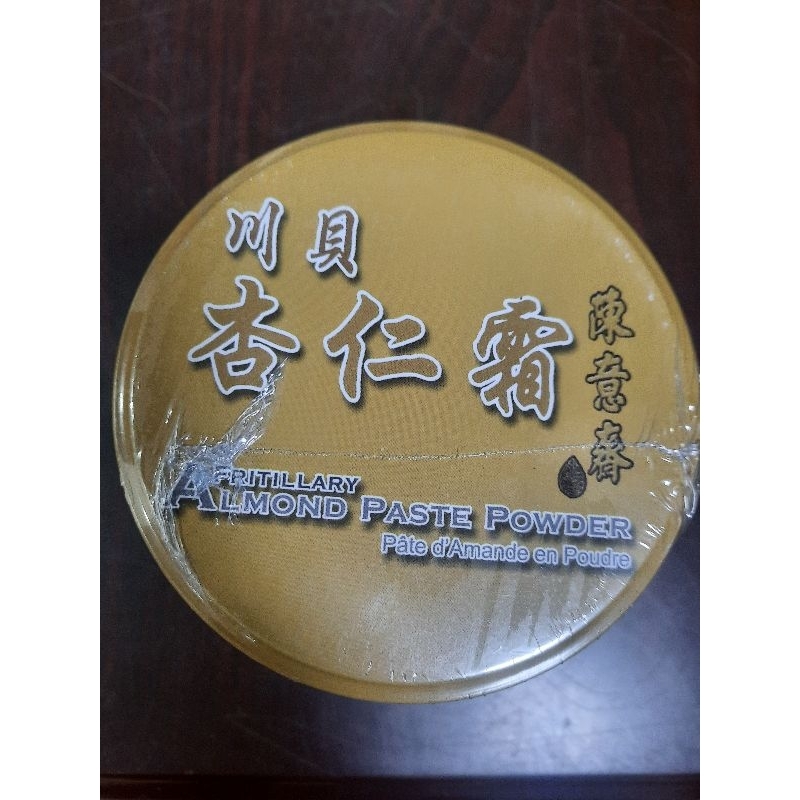 川貝
杏仁霜
陳意齋
FRITILLARY
ALMOND PASTE POWDER
Pâte d'Amande en Poudre